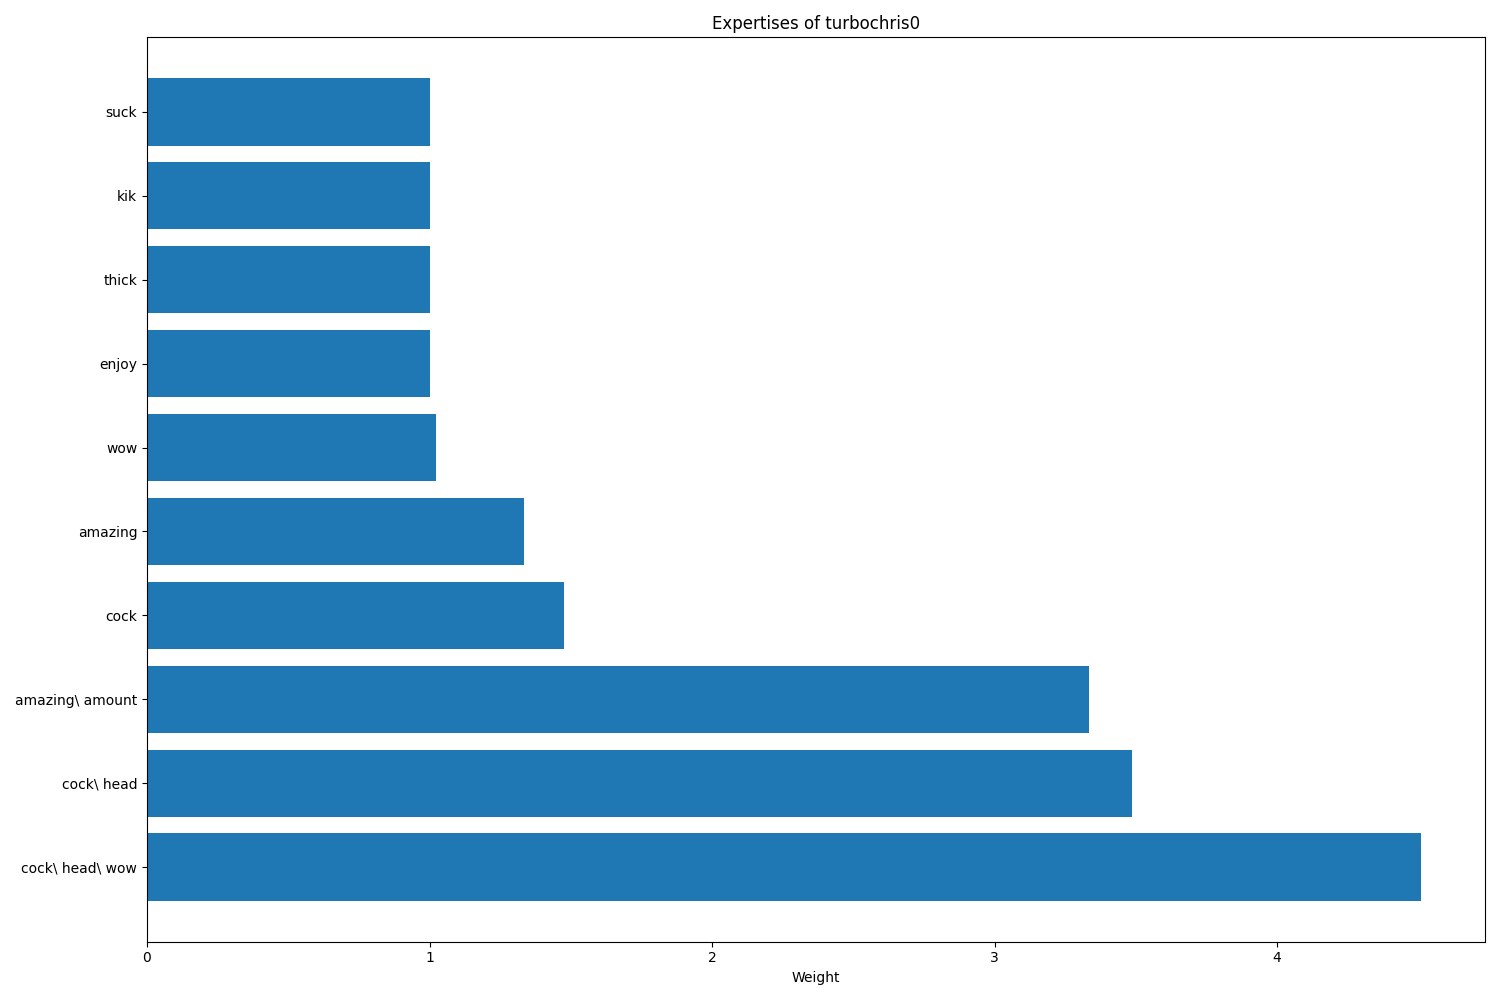 Expertises of turbochris0
suck
kik
thick
enjoy
wow
amazing
cock
amazing\ amount
cock\ head
cock\ head\ wow
0 1 2 3 4
Weight